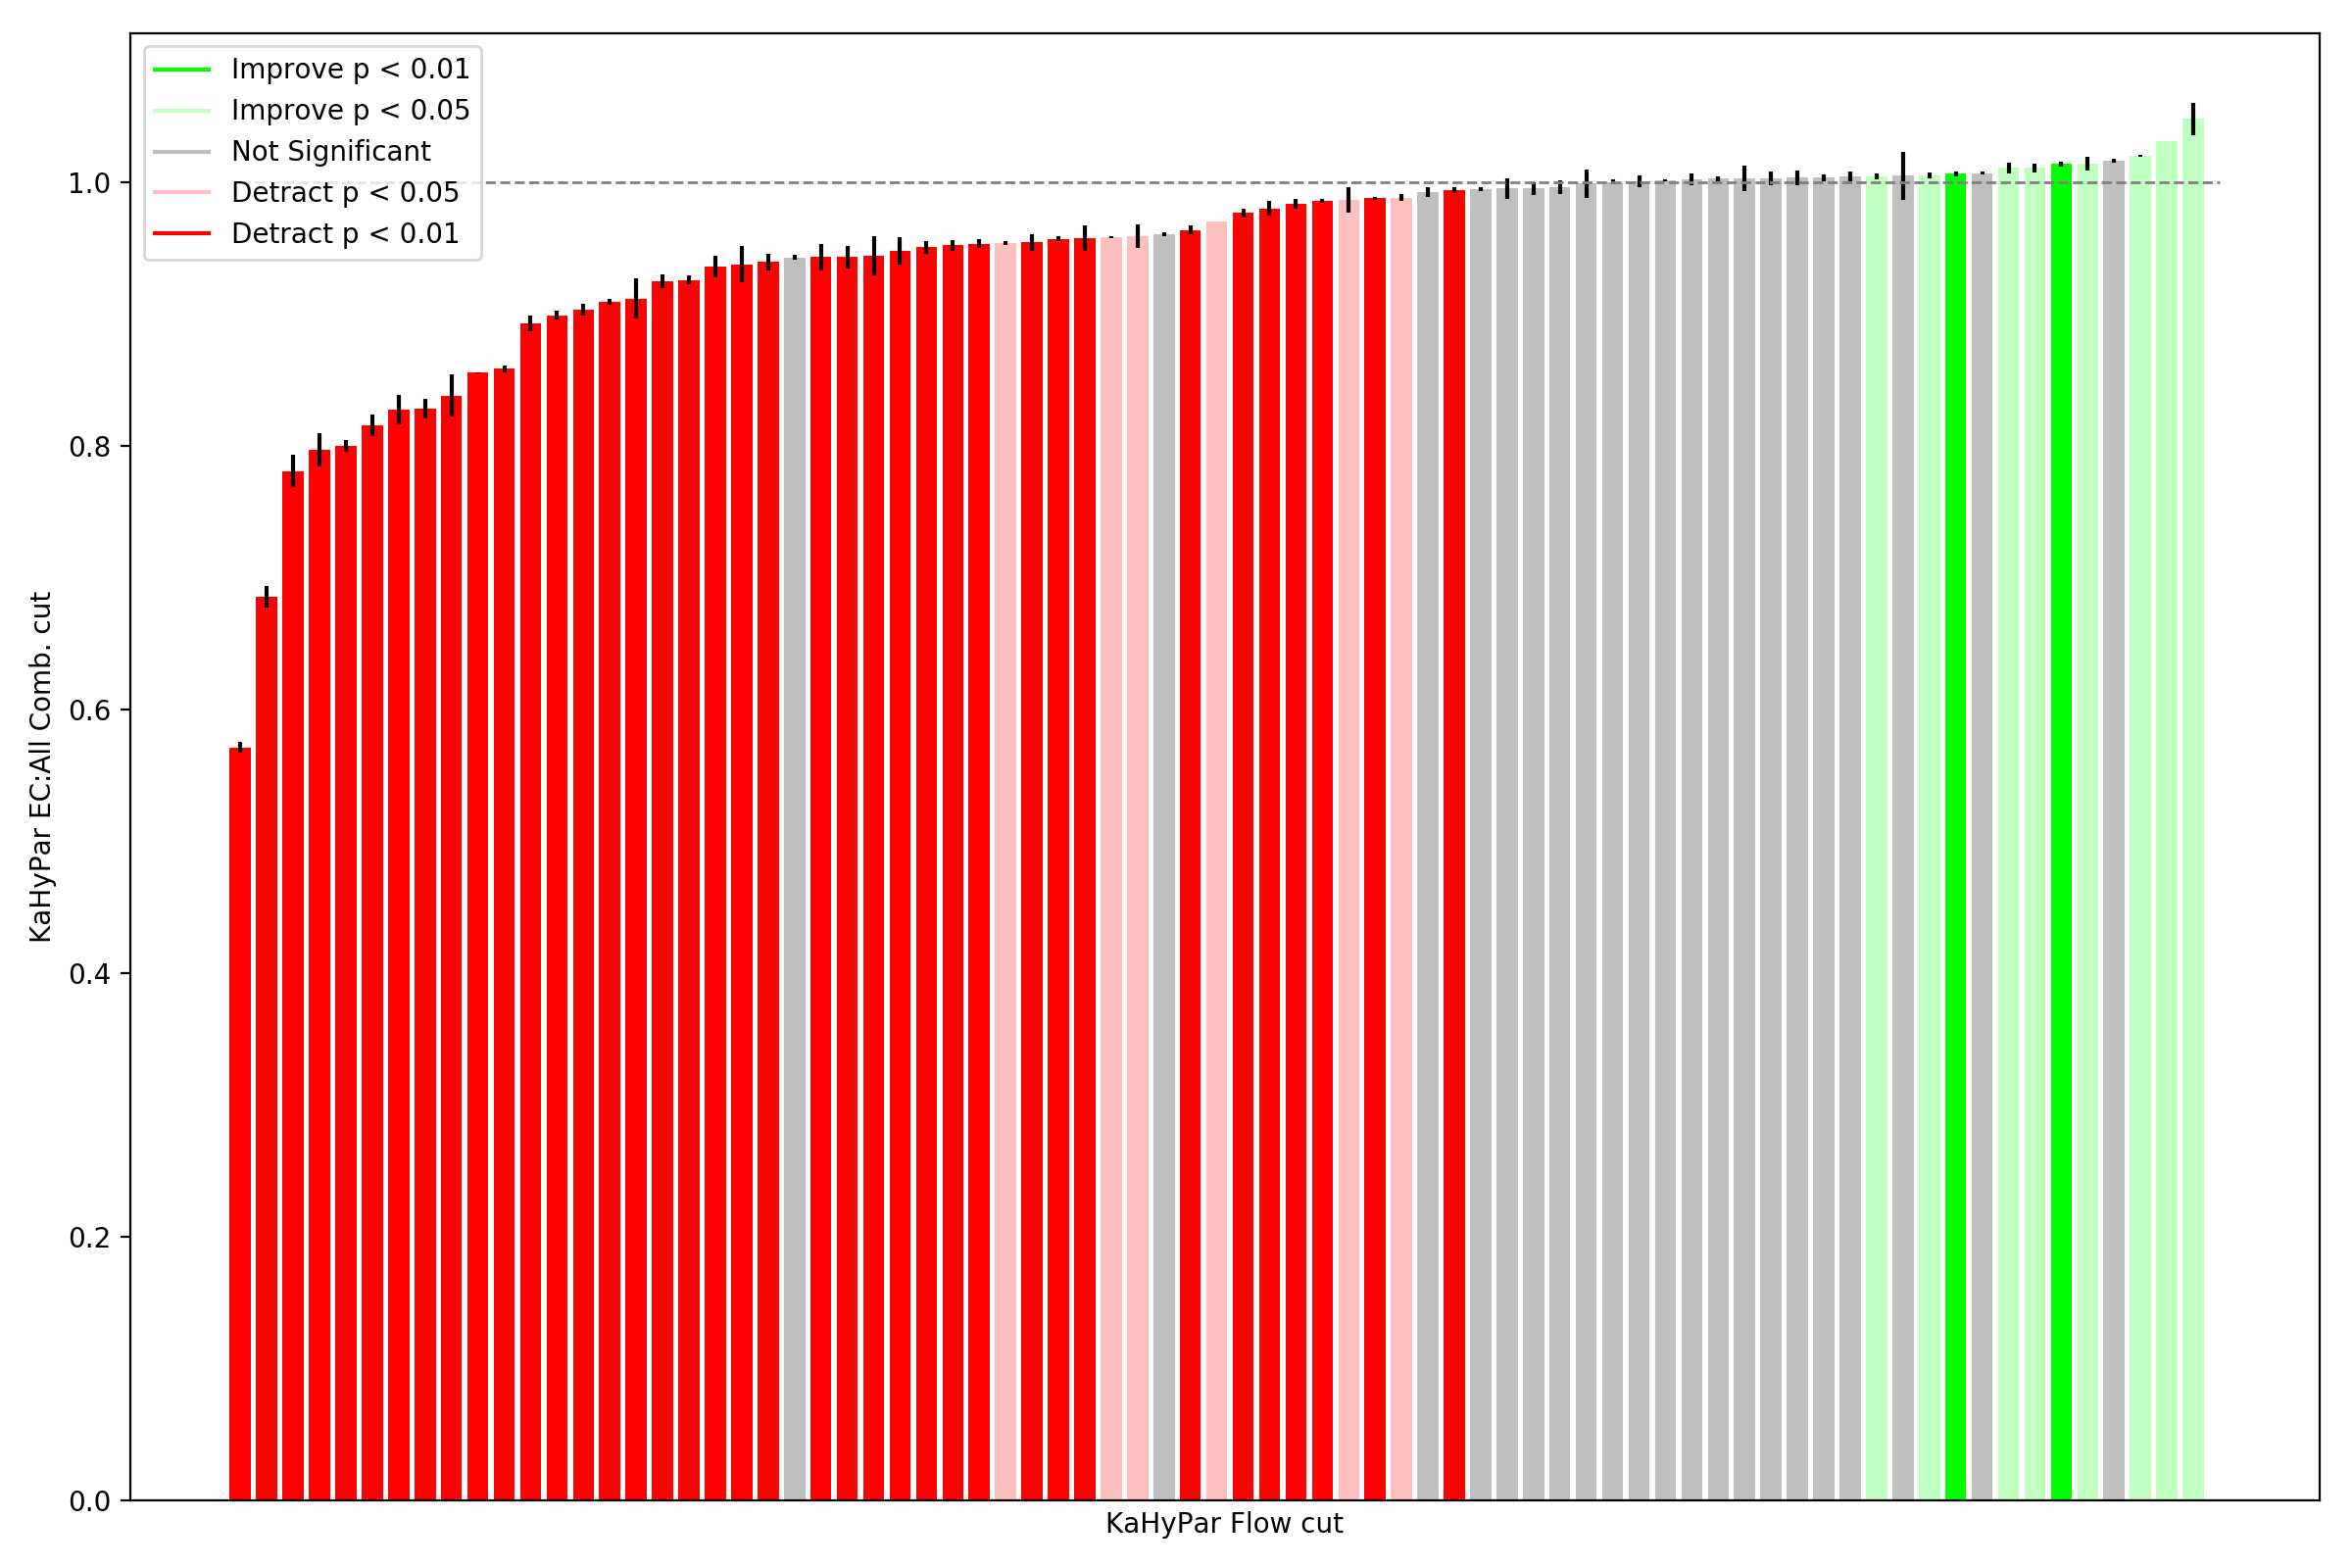 Improve p < 0.01
Improve p < 0.05
Not Significant
Detract p < 0.05
Detract p < 0.01
1.0
0.8
0.6
0.4
0.2
0.0
KaHyPar EC:All Comb. cut
KaHyPar Flow cut